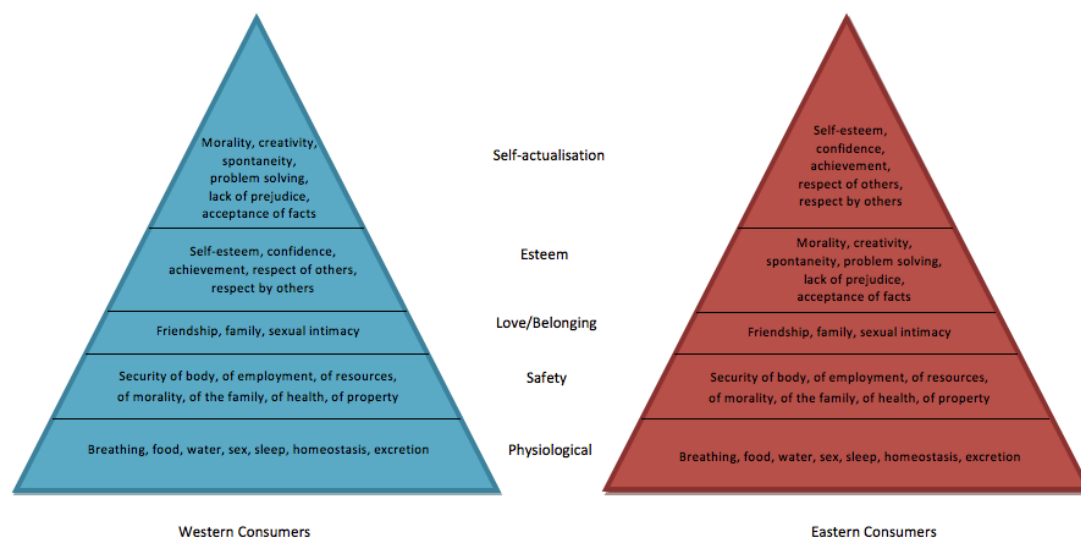 Morality, creativity,
spontaneity,
problem solving,
lack of prejudice,
acceptance of facts
Self-esteem, confidence,
achievement, respect of others,
respect by others
Friendship, family, sexual intimacy
Security of body, of employment, of resources,
of morality, of the family, of health, of property
Breathing, food, water, sex, sleep, homeostasis, excretion
Western Consumers
Self-actualisation
Esteem
Love/Belonging
Safety
Physiological
Self-esteem,
confidence,
achievement,
respect of others,
respect by others
Morality, creativity,
spontaneity, problem solving,
lack of prejudice,
acceptance of facts
Friendship, family, sexual intimacy
Security of body, of employment, of resources,
of morality, of the family, of health, of property
Breathing, food, water, sex, sleep, homeostasis, excretion
Eastern Consumers